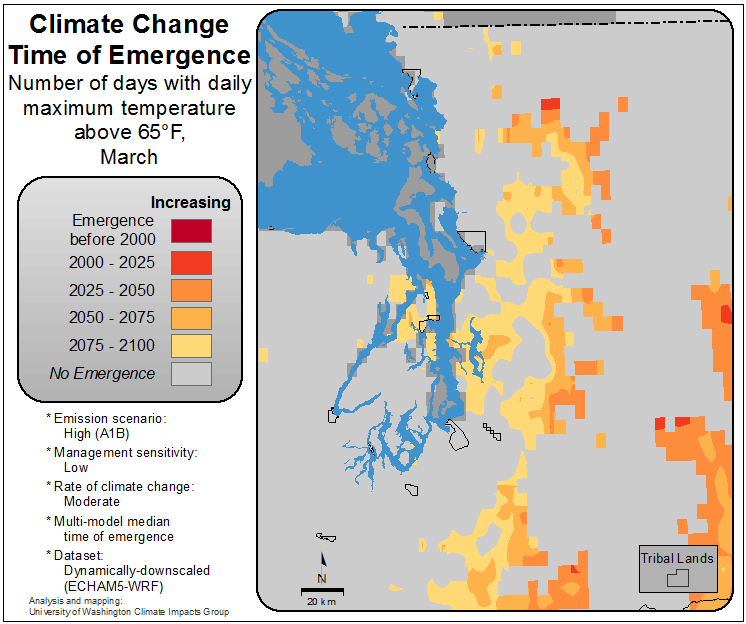 Climate Change
Time of Emergence
Number of days with daily
maximum temperature
above 65°F,
March
Increasing
Emergence
before 2000
2000 - 2025
2025 - 2050
2050 - 2075
2075 - 2100
No Emergence
* Emission scenario:
High (A1B)
* Management sensitivity:
Low
* Rate of climate change:
Moderate
* Multi-model median
time of emergence
* Dataset:
Dynamically-downscaled
(ECHAM5-WRF)
Analysis and mapping:
University of Washington Climate Impacts Group
N
20 km
Tribal Lands